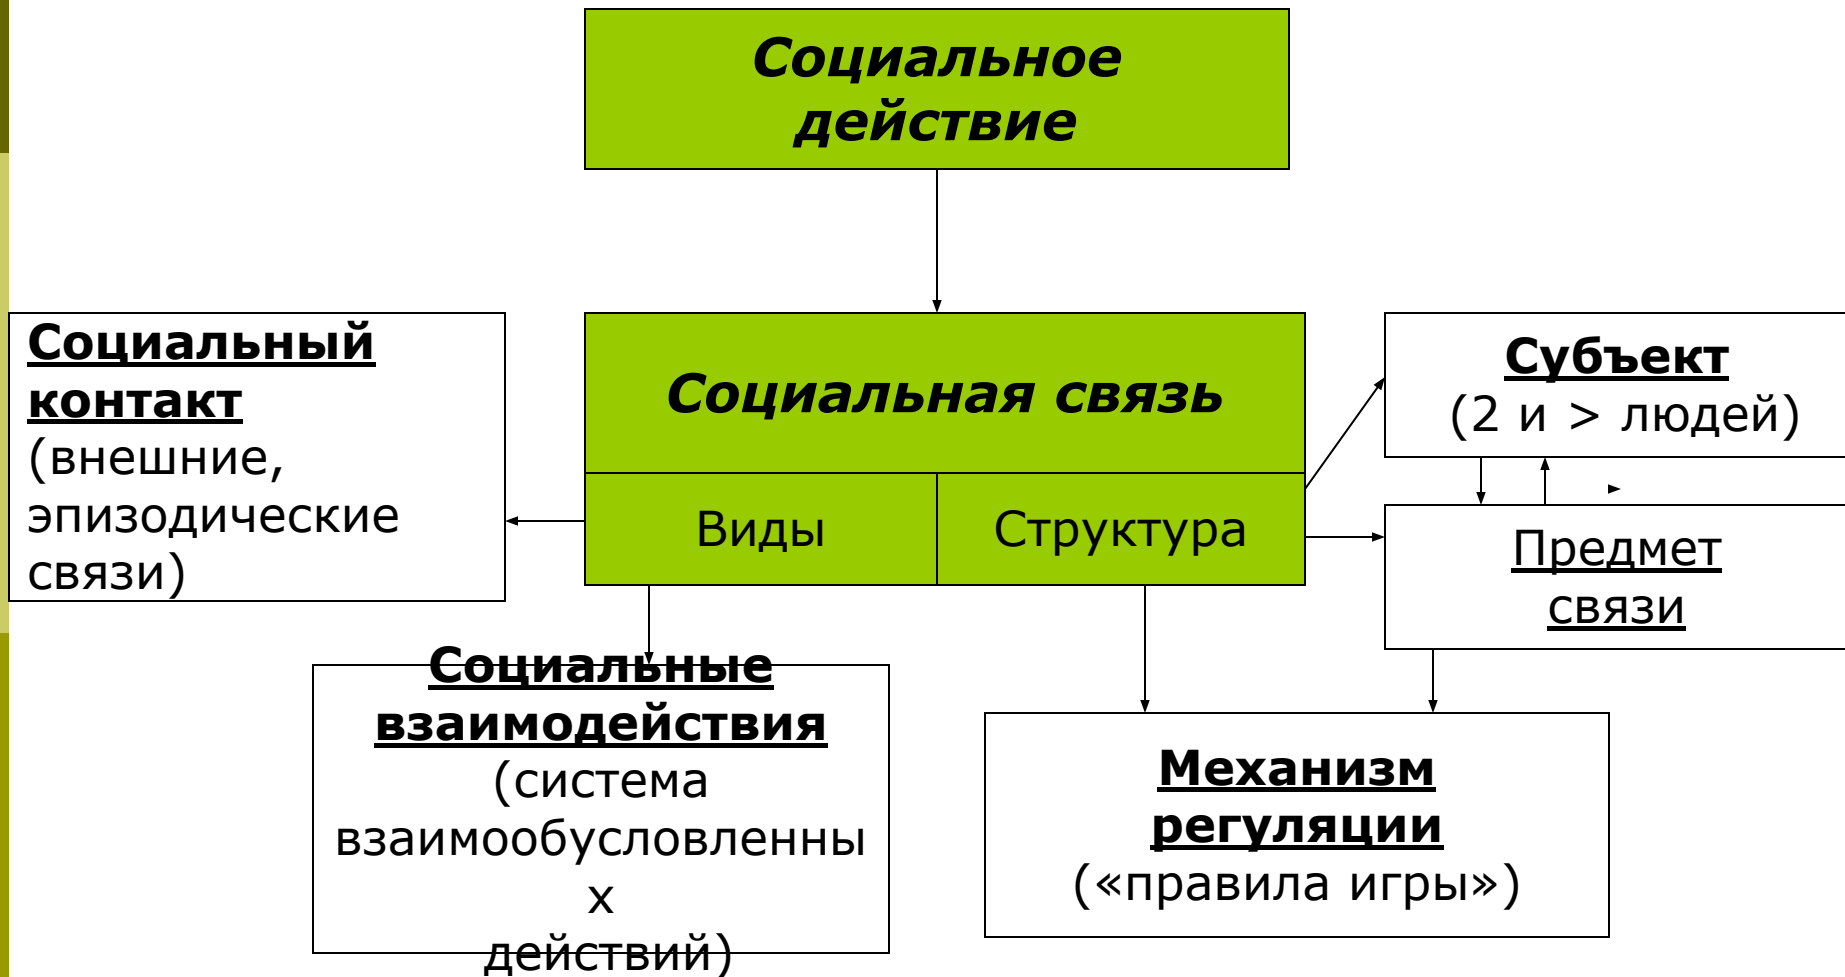 Социальное
действие
Социальный
контакт
(внешние,
эпизодические
связи)
Социальная связь
Виды
Структура
Субъект
(2 и > людей)
Предмет
связи
Социальные
взаимодействия
(система
взаимообусловленны
х
действий)
Механизм
регуляции
(«правила игры»)